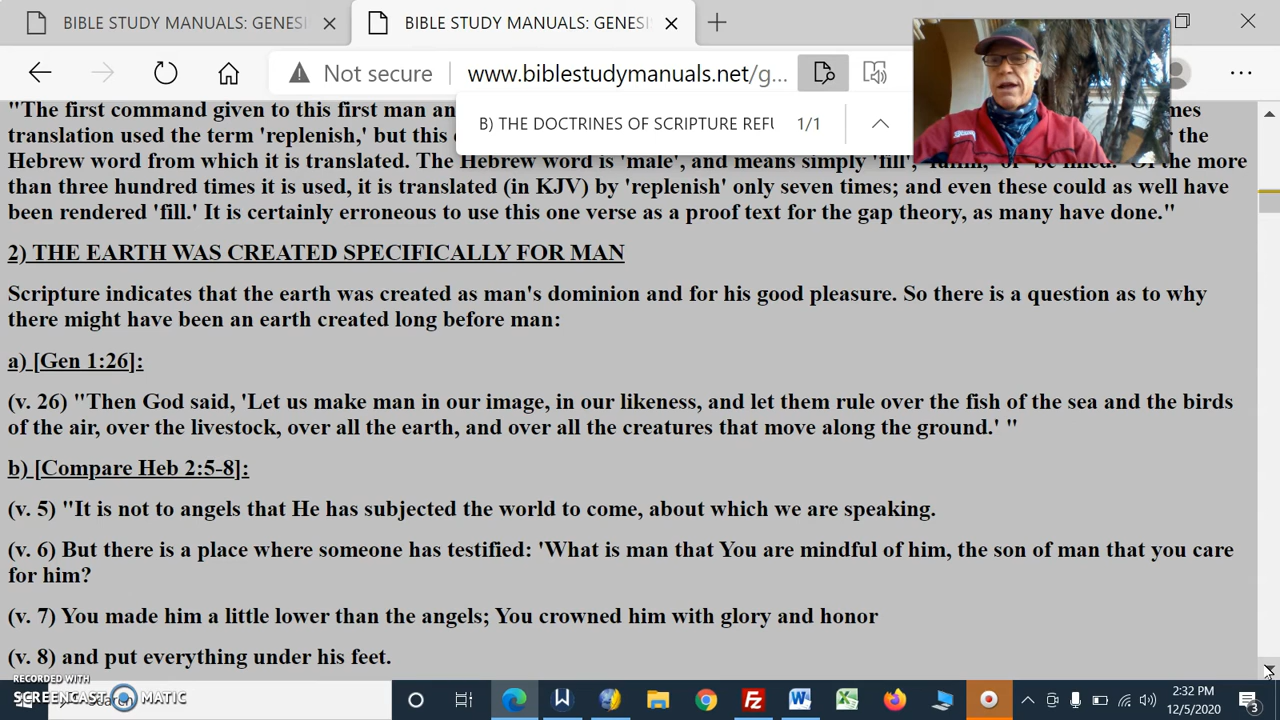 BIBLE STUDY MANUALS: GENESI
BIBLE STUDY MANUALS: GENESI
Not secure
www.biblestudymanuals.net/g...
"The first command given to this first man an
translation used the term 'replenish,' but this
B) THE DOCTRINES OF SCRIPTURE REFU
1/1
the
Hebrew word from which it is translated. The Hebrew word is 'male', and means simply 'fill',
the more
than three hundred times it is used, it is translated (in KJV) by 'replenish' only seven times; and even these could as well have
been rendered 'fill.' It is certainly erroneous to use this one verse as a proof text for the gap theory, as many have done."
2) THE EARTH WAS CREATED SPECIFICALLY FOR MAN
Scripture indicates that the earth was created as man's dominion and for his good pleasure. So there is a question as to why
there might have been an earth created long before man:
a) [Gen 1:26]:
(v. 26) "Then God said, 'Let us make man in our image, in our likeness, and let them rule over the fish of the sea and the birds
of the air, over the livestock, over all the earth, and over all the creatures that move along the ground.' "
b) [Compare Heb 2:5-8]:
(v. 5) "It is not to angels that He has subjected the world to come, about which we are speaking.
(v. 6) But there is a place where someone has testified: 'What is man that You are mindful of him, the son of man that you care
for him?
(v. 7) You made him a little lower than the angels; You crowned him with glory and honor
(v. 8) and put everything under his feet.
RECORDED WITH
SCREENCAST MATIC
Search
2:32 PM
12/5/2020
3